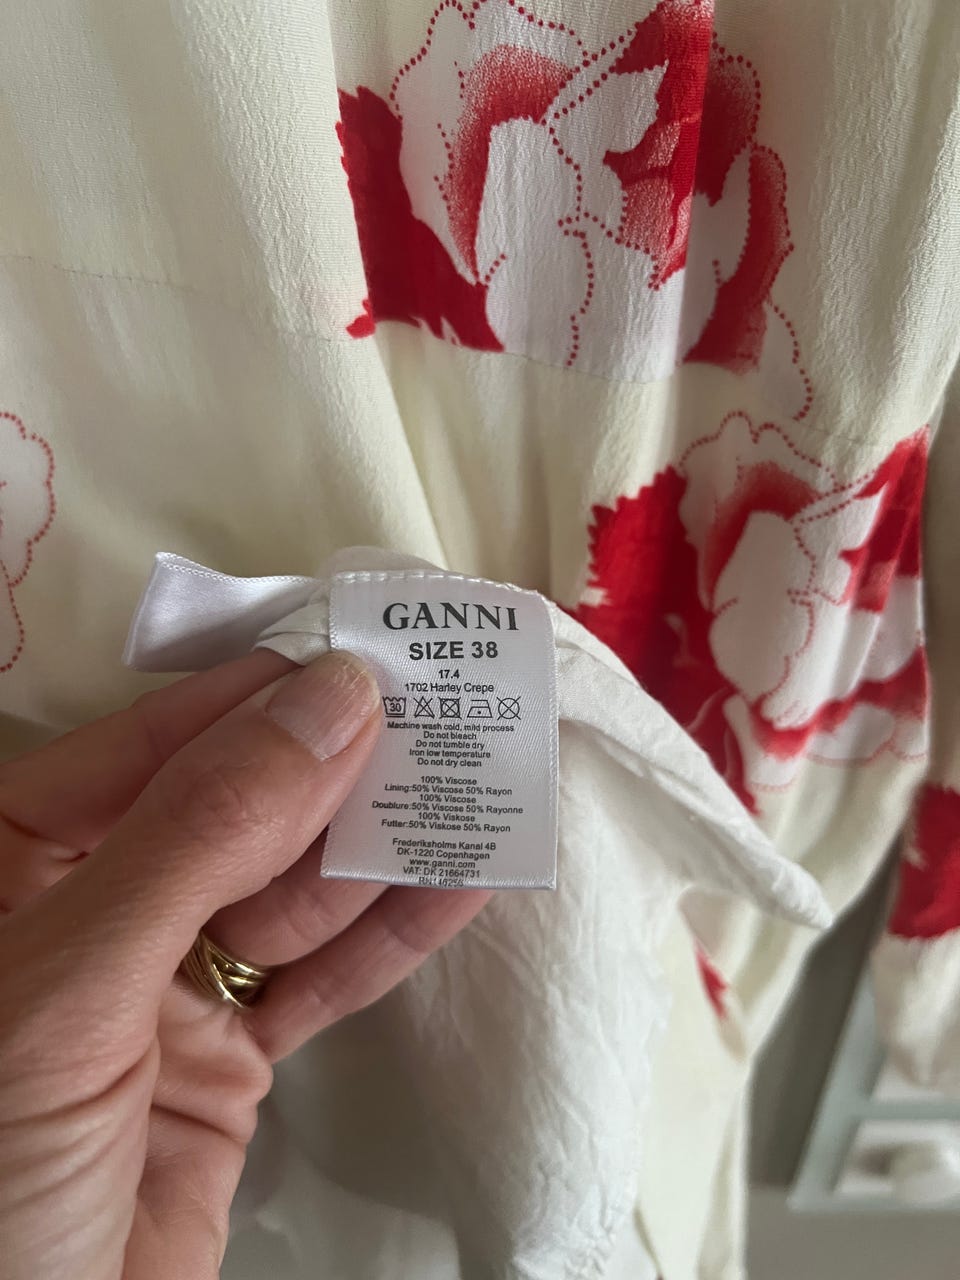 GANNI
SIZE 38
17.4
1702 Harley Crepe
30
Machine wash cold, mild process
Do not bleach
Do not tumble dry
Iron low temperature
Do not dry clean
100% Viscose
Lining:50% Viscose 50% Rayon
100% Viscose
Doublure:50% Viscose 50% Rayonne
100% Viskose
Futter:50% Viskose 50% Rayon
Frederiksholms Kanal 4B
DK-1220 Copenhagen
www.ganni.com
VAT: DK 21664731